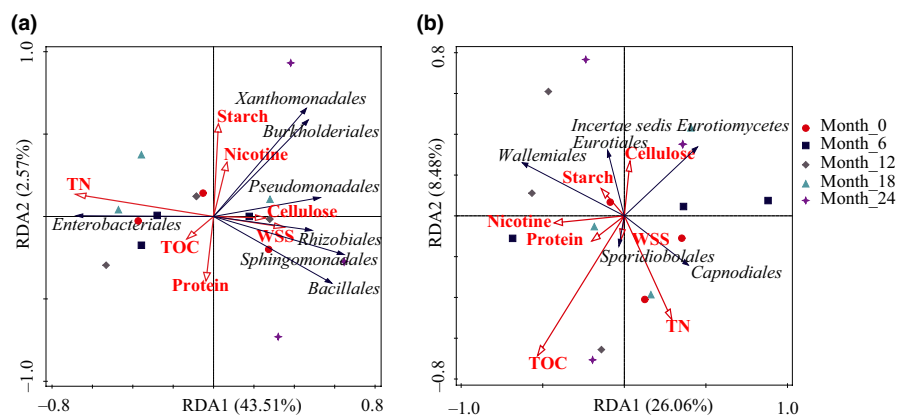 (a)
1.0
Xanthomonadales
Starch
Burkholderiales
Nicotine
Pseudomonadales
TN
Cellulose
Enterobacteriales
WSS
Rhizobiales
TOC
Sphingomonadales
Protein
Bacillales
RDA2 (2.57%)
-1.0
-0.8
RDA1 (43.51%)
0.8
(b)
0.8
Incertae sedis Eurotiomycetes
Eurotiales
Wallemiales
Cellulose
Starch
Nicotine
Protein
WSS
Sporidiobolales
Capnodiales
TN
TOC
RDA2 (8.48%)
-0.8
-1.0
RDA1 (26.06%)
1.0
Month_0
Month_6
Month_12
Month_18
Month_24